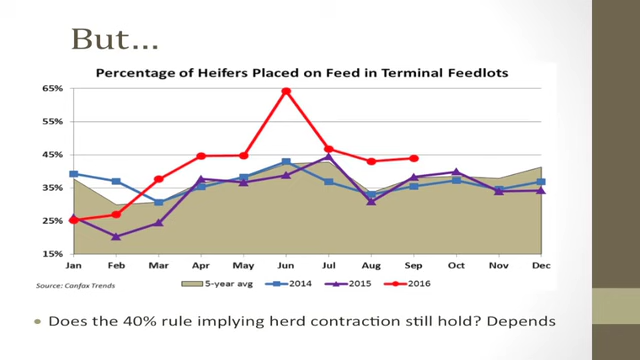 But...
Percentage of Heifers Placed on Feed in Terminal Feedlots
65%
55%
45%
35%
25%
15%
Jan Feb Mar Apr May Jun Jul Aug Sep Oct Nov Dec
Source: Canfax Trends
5-year avg 2014 2015 2016
• Does the 40% rule implying herd contraction still hold? Depends